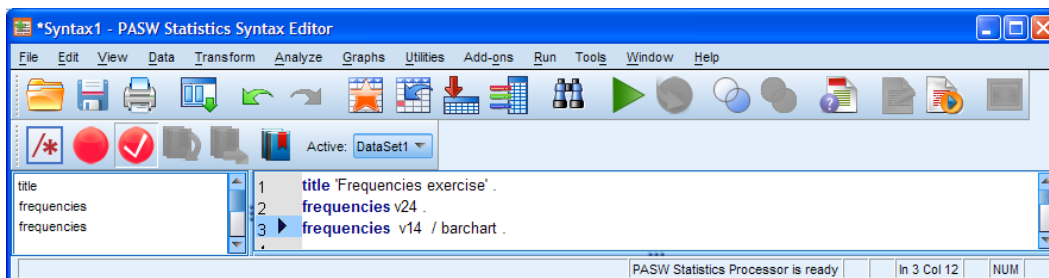 *Syntax1 - PASW Statistics Syntax Editor
File Edit View Data Transform Analyze Graphs Utilities Add-ons Run Tools Window Help
/*
Active: DataSet1
title
frequencies
frequencies
1 title 'Frequencies exercise' .
2 frequencies v24 .
3 frequencies v14 / barchart .
PASW Statistics Processor is ready In 3 Col 12 NUM